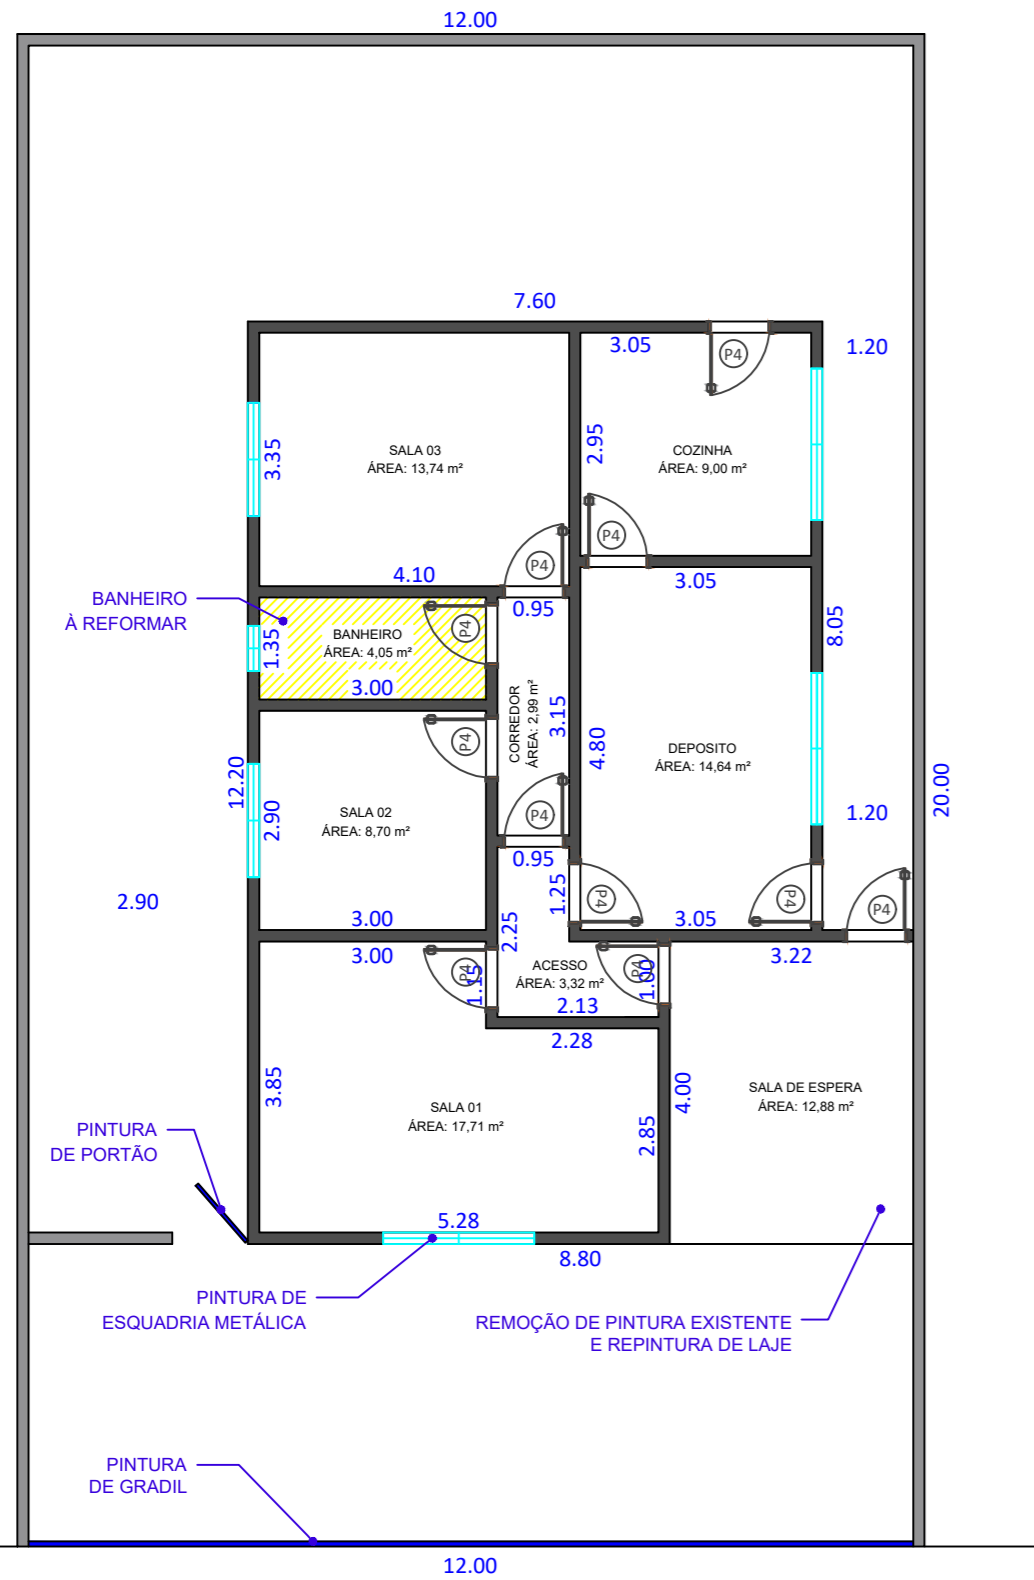 12.00
7.60
3.05
1.20
P4
2.95
3.35
SALA 03
ÁREA: 13,74 m²
COZINHA
ÁREA: 9,00 m²
P4
P4
4.10
3.05
BANHEIRO
À REFORMAR
0.95
1.35
BANHEIRO
ÁREA: 4,05 m²
P4
8.05
3.00
CORREDOR
ÁREA: 2,99 m²
3.15
P4
4.80
DEPOSITO
ÁREA: 14,64 m²
12.20
2.90
SALA 02
ÁREA: 8,70 m²
P4
1.20
20.00
0.95
2.90
1.25
P4
P4
P4
3.00
2.25
3.05
3.00
3.22
P4
1.15
ACESSO
ÁREA: 3,32 m²
P4
1.00
2.13
2.28
3.85
4.00
SALA DE ESPERA
ÁREA: 12,88 m²
SALA 01
ÁREA: 17,71 m²
2.85
PINTURA
DE PORTÃO
5.28
8.80
PINTURA DE
ESQUADRIA METÁLICA
REMOÇÃO DE PINTURA EXISTENTE
E REPINTURA DE LAJE
PINTURA
DE GRADIL
12.00